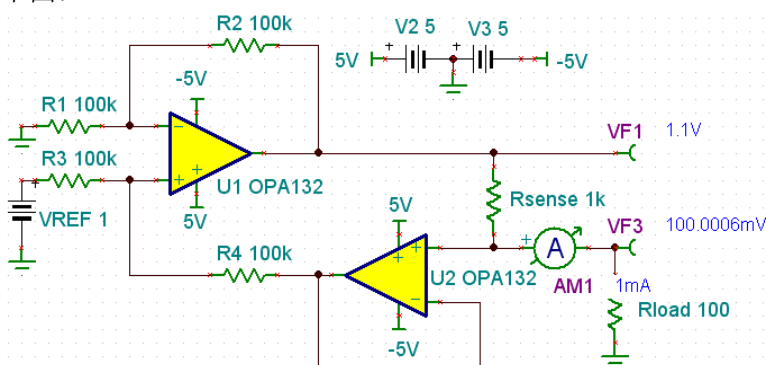 R2 100k
V2 5
V3 5
5V
-5V
-5V
R1 100k
VF1
1.1V
R3 100k
U1 OPA132
Rsense 1k
VREF 1
5V
5V
VF3
100.0006mV
R4 100k
A
U2 OPA132
AM1
1mA
Rload 100
-5V